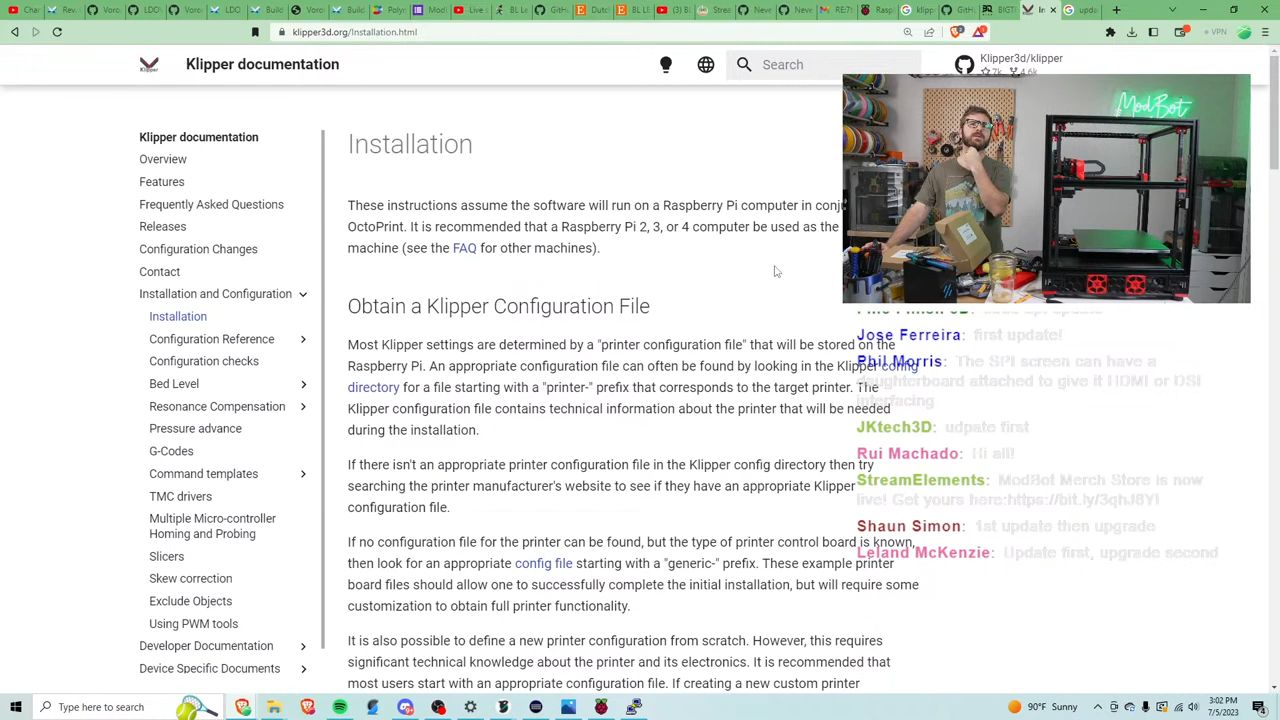 klipper3d.org/Installation.html
VPN
Klipper documentation
Search
Klipper3d/klipper
7k 4.6k
ModBot
Klipper documentation
Overview
Features
Frequently Asked Questions
Releases
Configuration Changes
Contact
Installation and Configuration
Installation
Configuration Reference
Configuration checks
Bed Level
Resonance Compensation
Pressure advance
G-Codes
Command templates
TMC drivers
Multiple Micro-controller
Homing and Probing
Slicers
Skew correction
Exclude Objects
Using PWM tools
Developer Documentation
Device Specific Documents
Installation
These instructions assume the software will run on a Raspberry Pi computer in conju
OctoPrint. It is recommended that a Raspberry Pi 2, 3, or 4 computer be used as the
machine (see the FAQ for other machines).
Obtain a Klipper Configuration File
Most Klipper settings are determined by a "printer configuration file" that will be stored on the
Raspberry Pi. An appropriate configuration file can often be found by looking in the Klipper config
directory for a file starting with a "printer-" prefix that corresponds to the target printer. The
Klipper configuration file contains technical information about the printer that will be needed
during the installation.
If there isn't an appropriate printer configuration file in the Klipper config directory then try
searching the printer manufacturer's website to see if they have an appropriate Klipper
configuration file.
If no configuration file for the printer can be found, but the type of printer control board is known,
then look for an appropriate config file starting with a "generic-" prefix. These example printer
board files should allow one to successfully complete the initial installation, but will require some
customization to obtain full printer functionality.
It is also possible to define a new printer configuration from scratch. However, this requires
significant technical knowledge about the printer and its electronics. It is recommended that
most users start with an appropriate configuration file. If creating a new custom printer
Jose Ferreira: first update!
Phil Morris: The SPI screen can have a
daughterboard attached to give it HDMI or DSI
interfacing
JKtech3D: udpate first
Rui Machado: Hi all!
StreamElements: ModBot Merch Store is now
live! Get yours here:https://bit.ly/3qhJ8YI
Shaun Simon: 1st update then upgrade
Leland McKenzie: Update first, upgrade second
Type here to search
90°F Sunny
3:02 PM
7/5/2023